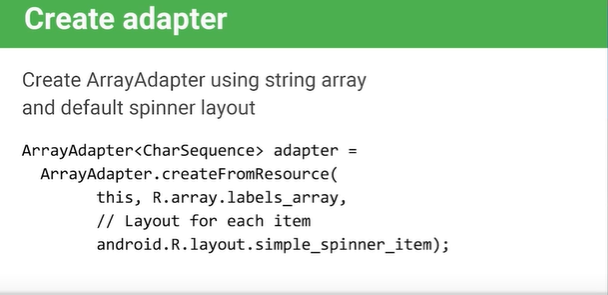 Create adapter
Create ArrayAdapter using string array
and default spinner layout
ArrayAdapter<CharSequence> adapter =
ArrayAdapter.createFromResource(
this, R.array.labels_array,
// Layout for each item
android.R.layout.simple_spinner_item);